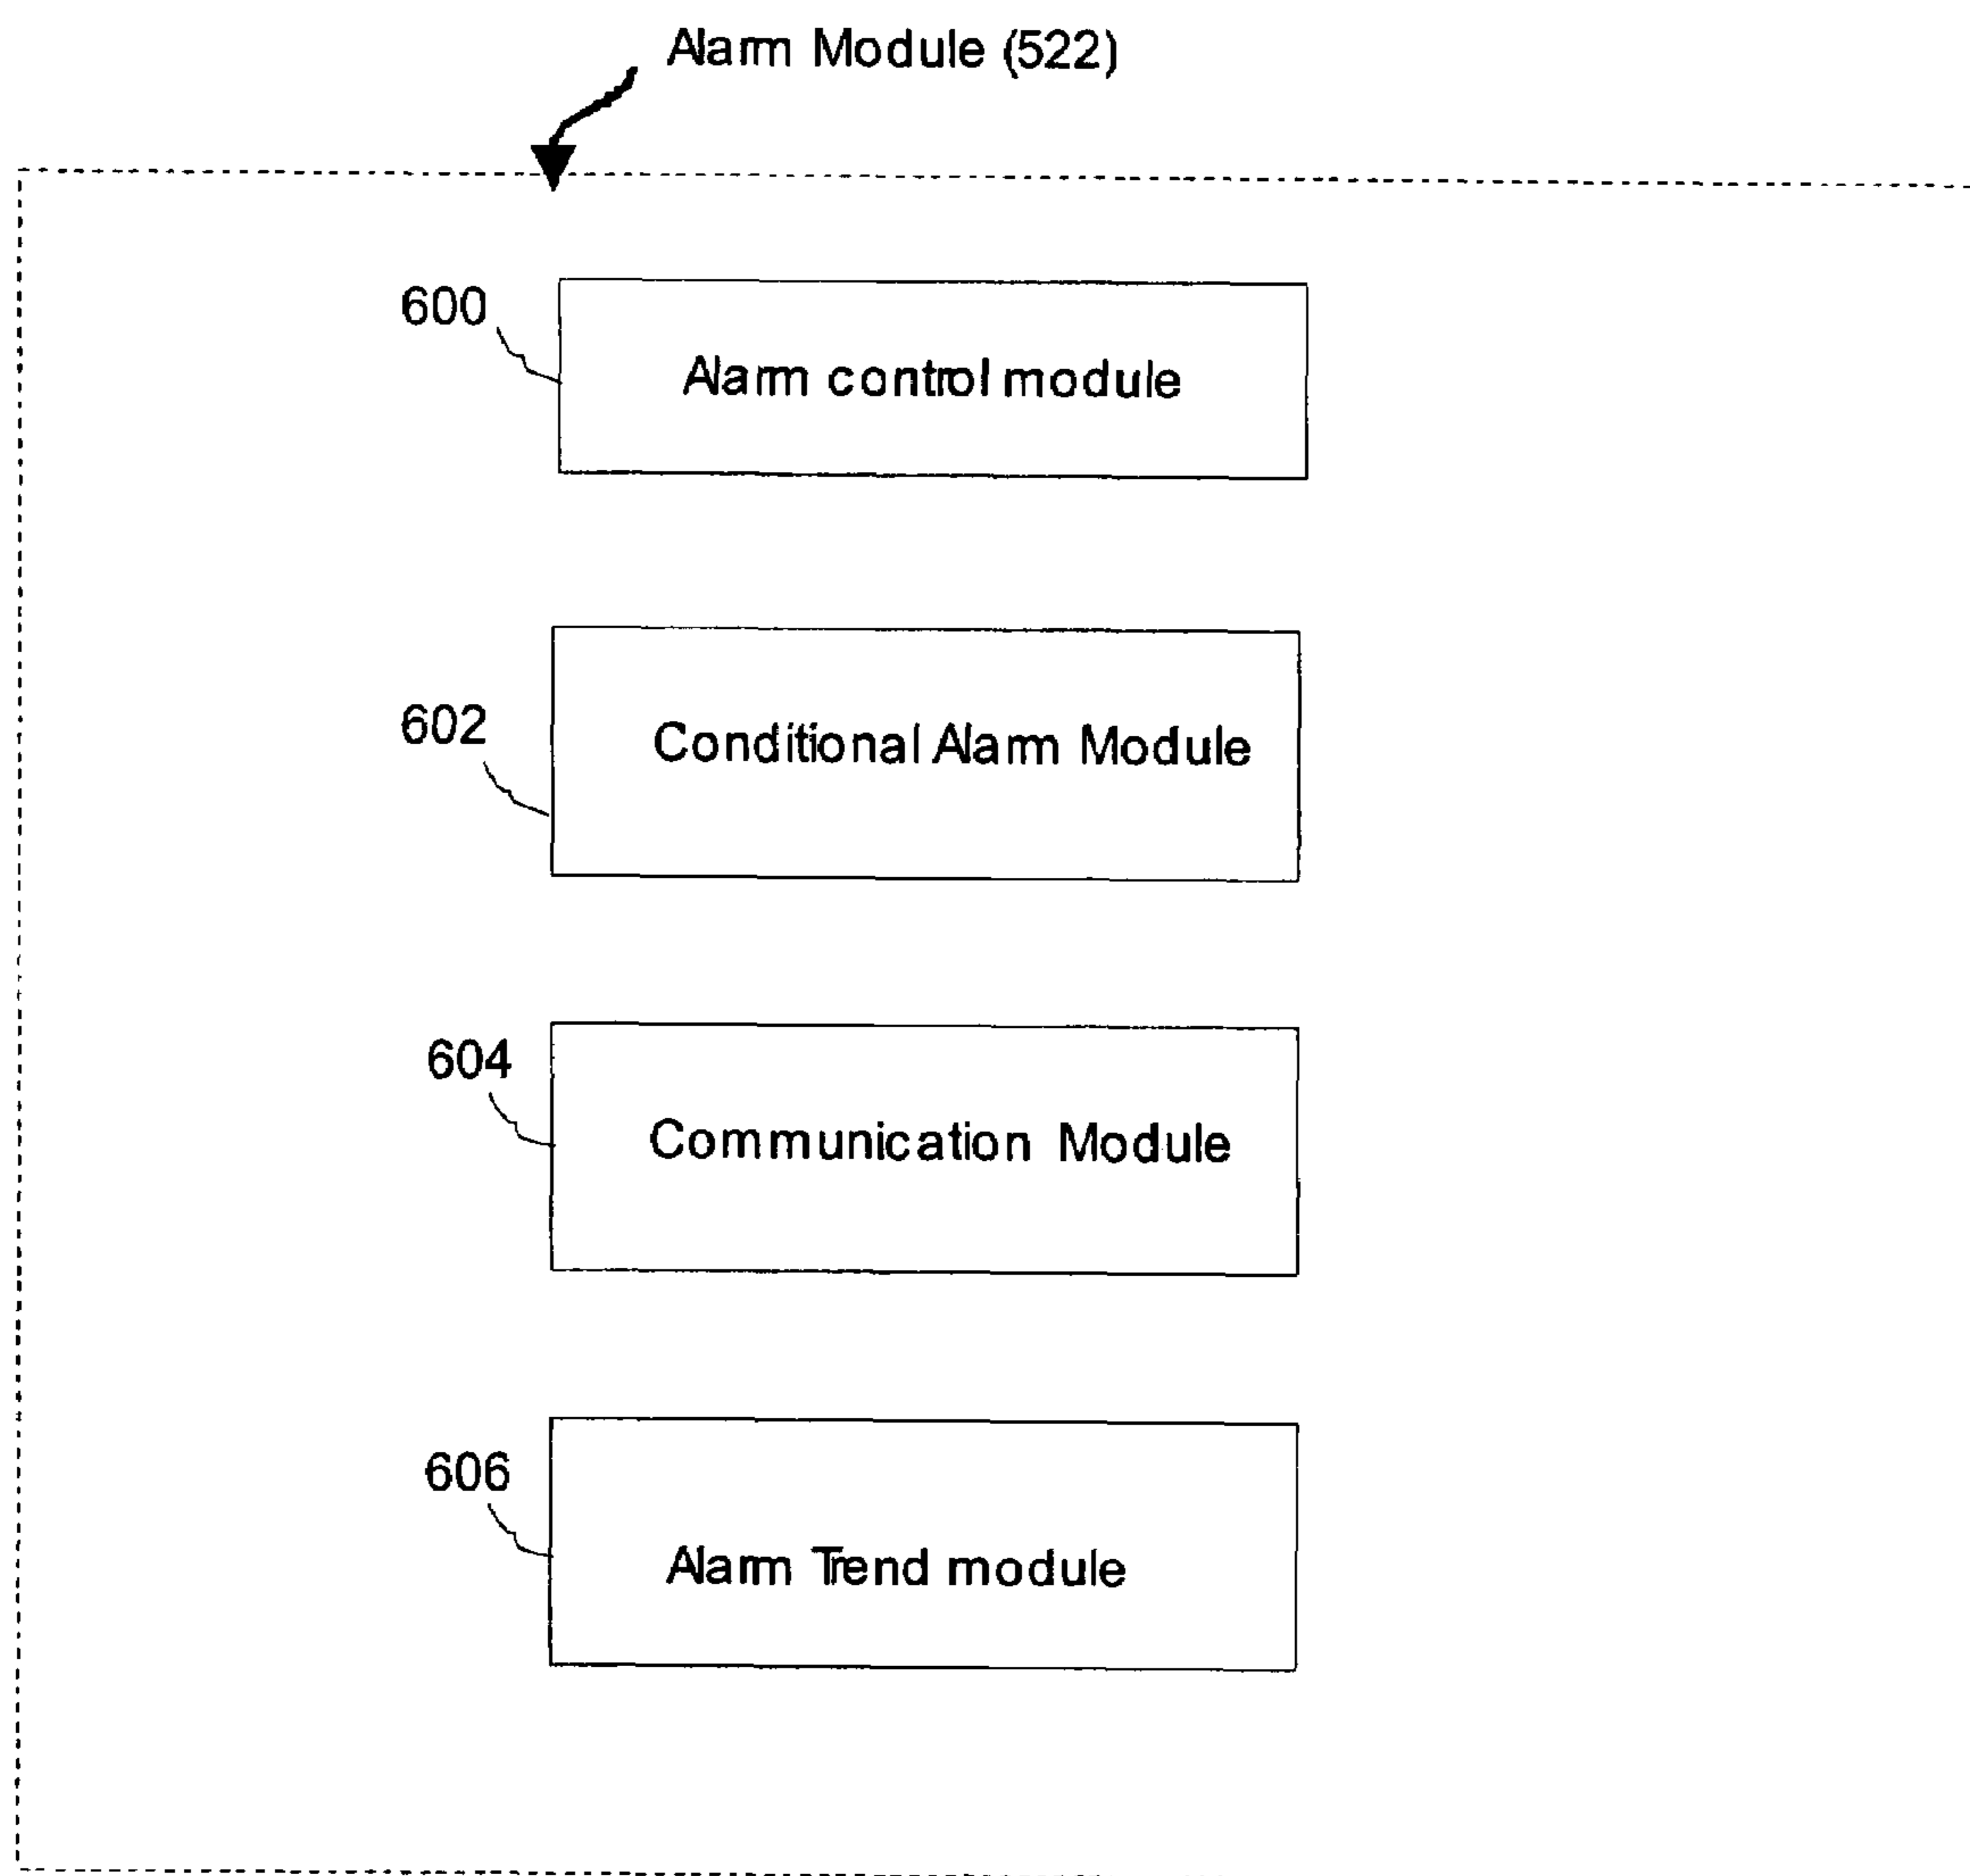 Alarm Module (522)
600
Alarm control module
602
Conditional Alarm Module
604
Communication Module
606
Alarm Trend module